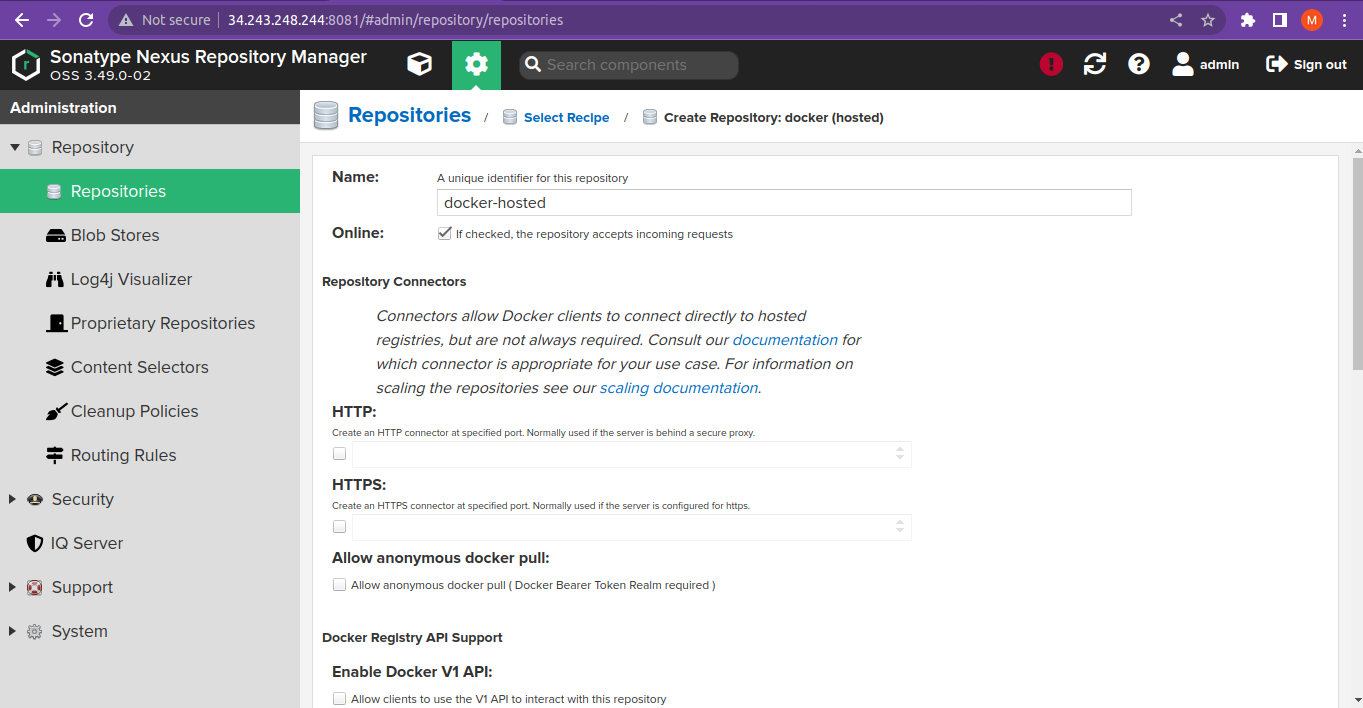 Not secure 34.243.248.244:8081/#admin/repository/repositories M
Sonatype Nexus Repository Manager
OSS 3.49.0-02
Search components
admin
Sign out
Administration
Repositories / Select Recipe / Create Repository: docker (hosted)
Repository
Repositories
Blob Stores
Log4j Visualizer
Proprietary Repositories
Content Selectors
Cleanup Policies
Routing Rules
Security
IQ Server
Support
System
Name: A unique identifier for this repository
docker-hosted
Online: If checked, the repository accepts incoming requests
Repository Connectors
Connectors allow Docker clients to connect directly to hosted
registries, but are not always required. Consult our documentation for
which connector is appropriate for your use case. For information on
scaling the repositories see our scaling documentation.
HTTP:
Create an HTTP connector at specified port. Normally used if the server is behind a secure proxy.
HTTPS:
Create an HTTPS connector at specified port. Normally used if the server is configured for https.
Allow anonymous docker pull:
Allow anonymous docker pull ( Docker Bearer Token Realm required )
Docker Registry API Support
Enable Docker V1 API:
Allow clients to use the V1 API to interact with this repository